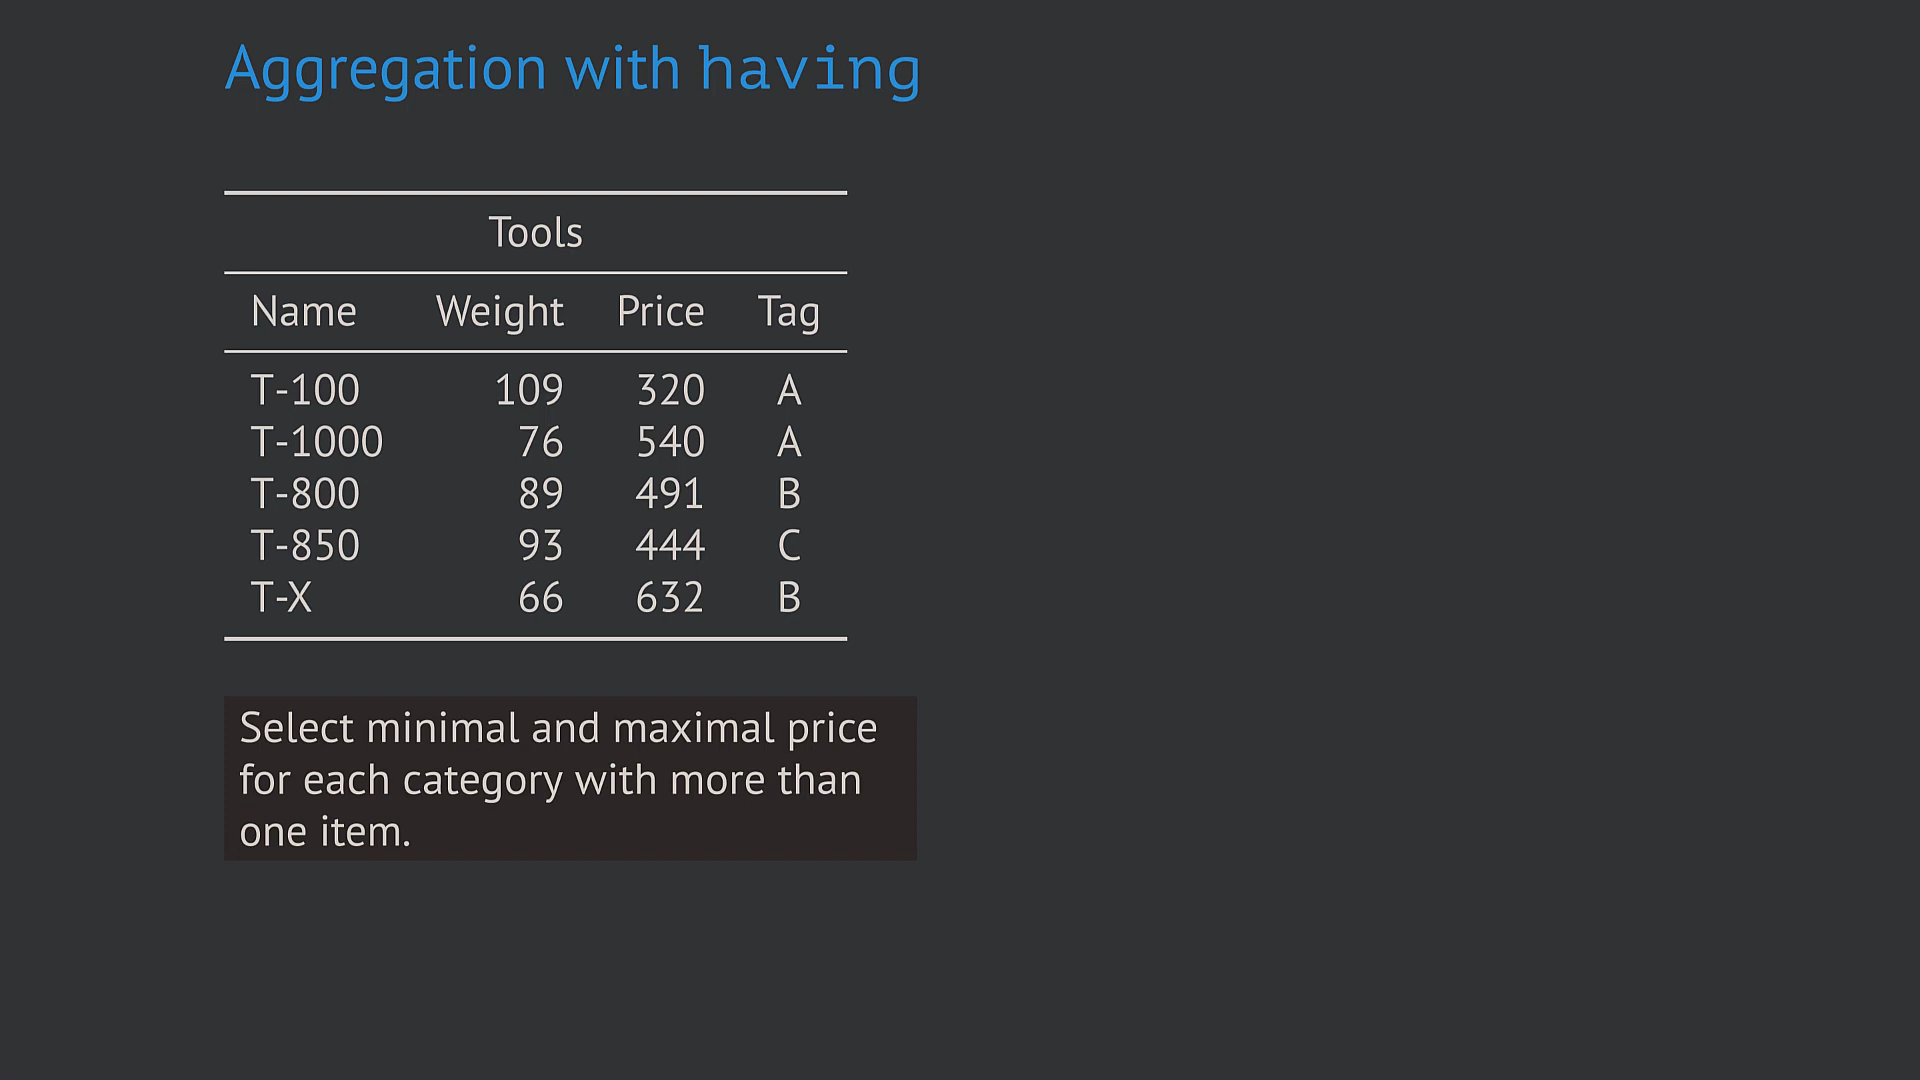 Aggregation with having
Tools
Name Weight Price Tag
T-100 109 320 A
T-1000 76 540 A
T-800 89 491 B
T-850 93 444 C
T-X 66 632 B
Select minimal and maximal price
for each category with more than
one item.